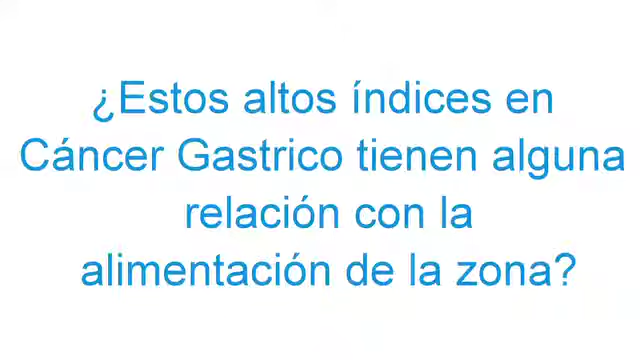 ¿Estos altos índices en
Cáncer Gastrico tienen alguna
relación con la
alimentación de la zona?